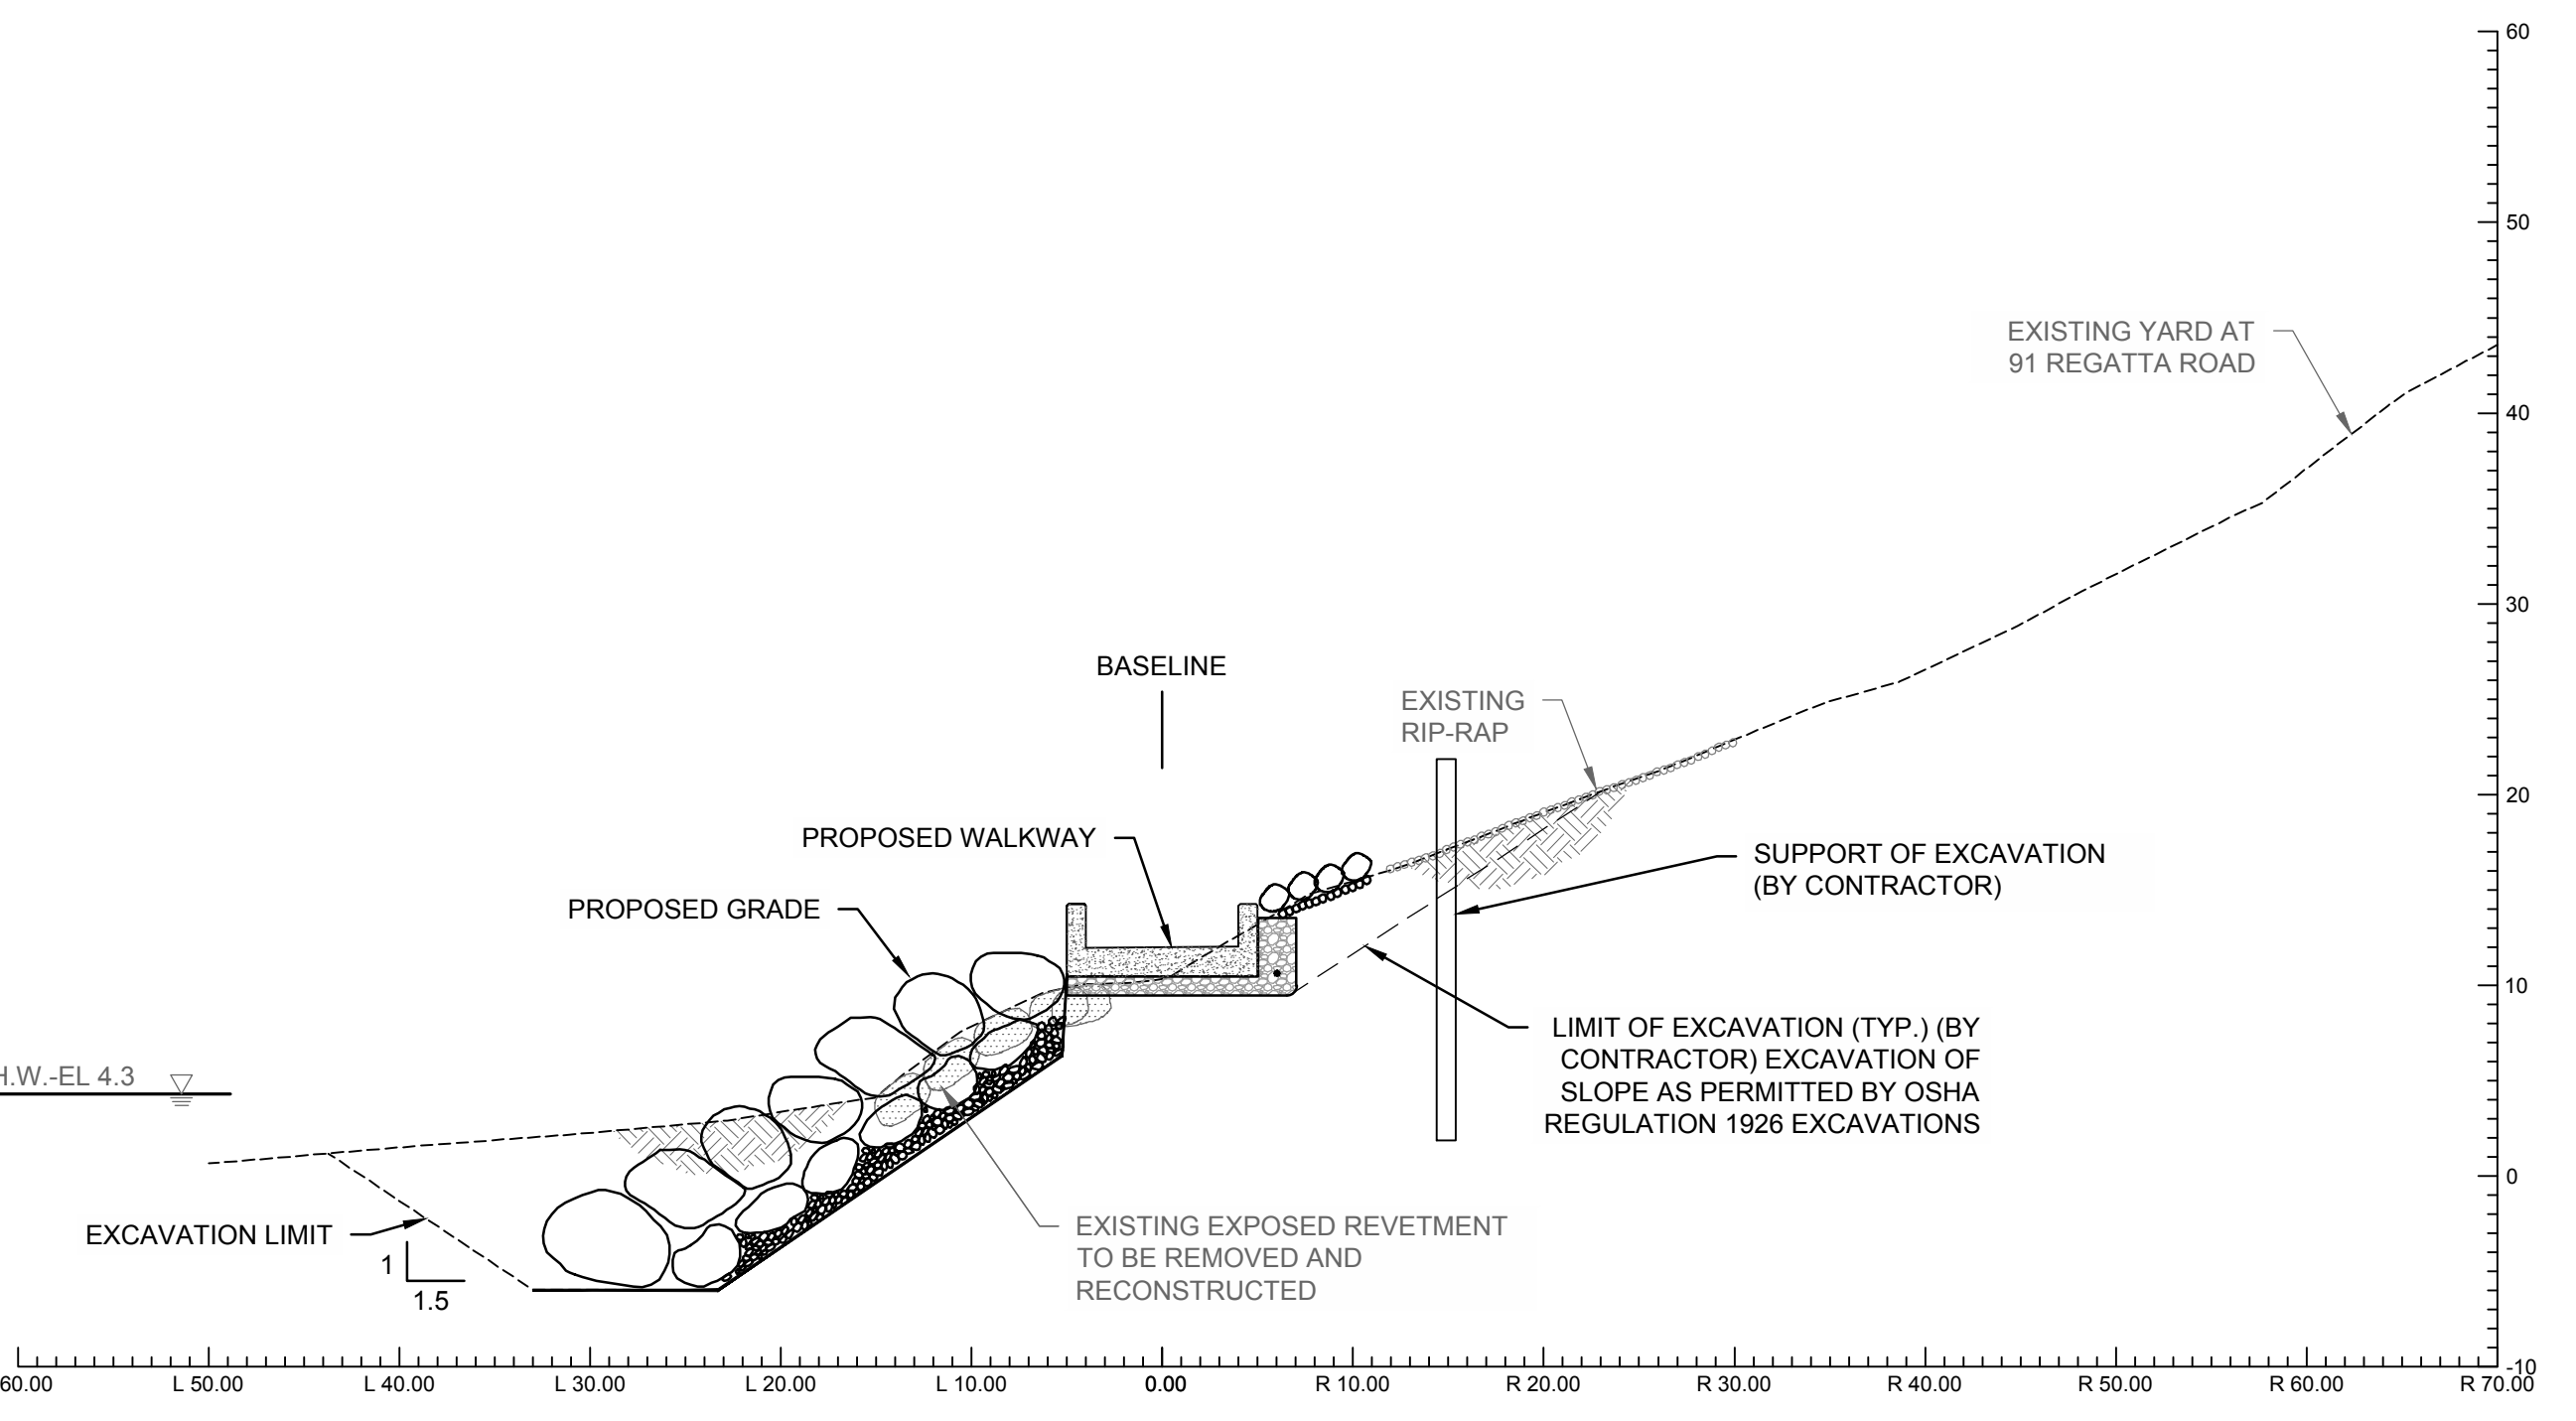 60
50
EXISTING YARD AT
91 REGATTA ROAD
40
30
BASELINE
EXISTING
RIP-RAP
20
PROPOSED WALKWAY
SUPPORT OF EXCAVATION
(BY CONTRACTOR)
PROPOSED GRADE
10
LIMIT OF EXCAVATION (TYP.) (BY
CONTRACTOR) EXCAVATION OF
SLOPE AS PERMITTED BY OSHA
REGULATION 1926 EXCAVATIONS
H.W.-EL 4.3
0
EXCAVATION LIMIT
1
1.5
EXISTING EXPOSED REVETMENT
TO BE REMOVED AND
RECONSTRUCTED
-10
60.00 L 50.00 L 40.00 L 30.00 L 20.00 L 10.00 0.00 R 10.00 R 20.00 R 30.00 R 40.00 R 50.00 R 60.00 R 70.00